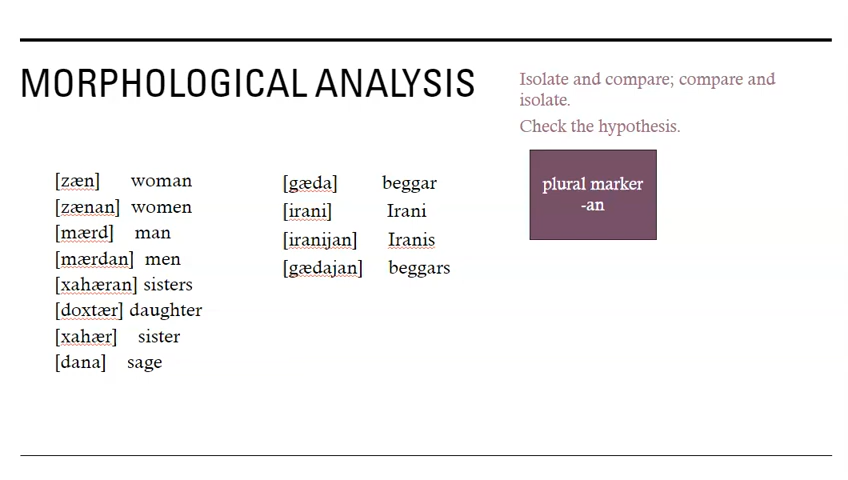 MORPHOLOGICAL ANALYSIS
Isolate and compare; compare and
isolate.
Check the hypothesis.
plural marker
-an
[zæn] woman
[zænan] women
[mærd] man
[mærdan] men
[xahæran] sisters
[doxtær] daughter
[xahær] sister
[dana] sage
[gæda] beggar
[irani] Irani
[iranijan] Iranis
[gædajan] beggars